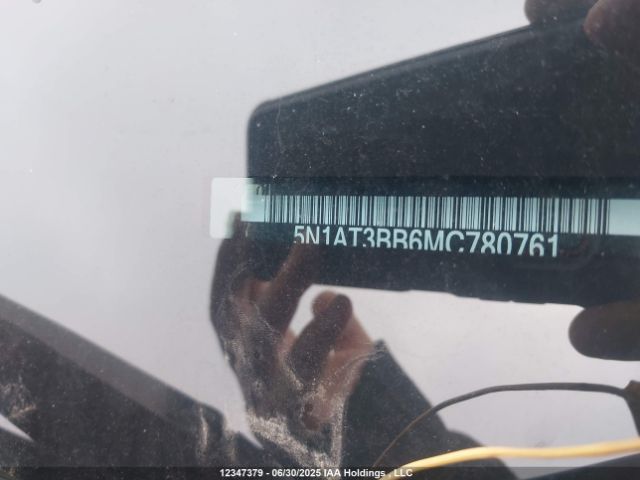 5N1AT3BB6MC780761
12347379 - 06/30/2025 IAA Holdings, LLC